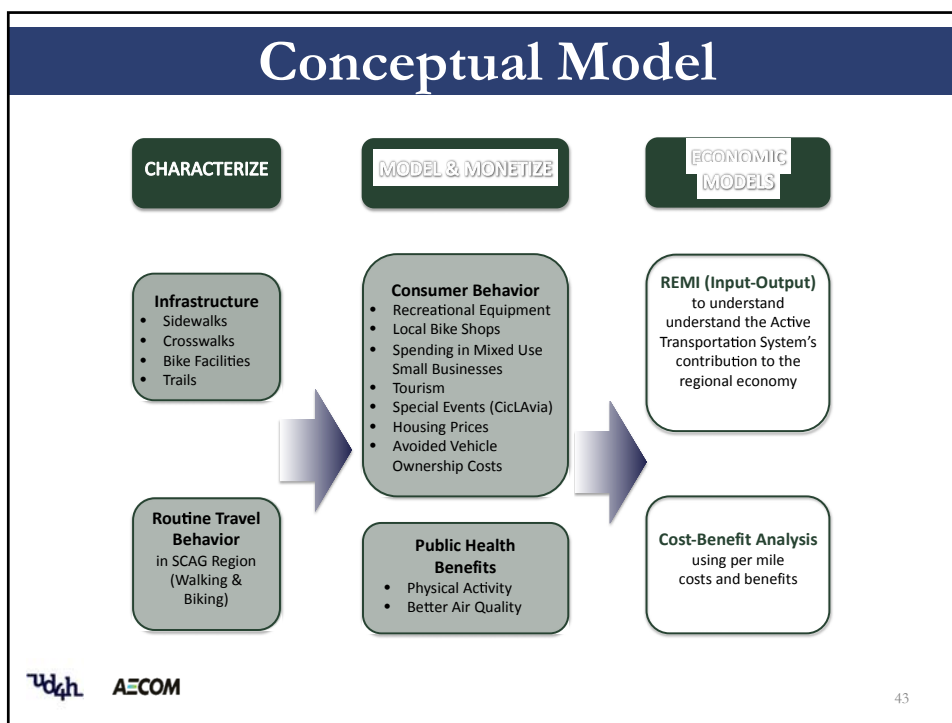 Conceptual Model
CHARACTERIZE
MODEL & MONETIZE
ECONOMIC
MODELS
Infrastructure
• Sidewalks
• Crosswalks
• Bike Facilities
• Trails
Routine Travel
Behavior
in SCAG Region
(Walking &
Biking)
Consumer Behavior
• Recreational Equipment
• Local Bike Shops
• Spending in Mixed Use
Small Businesses
• Tourism
• Special Events (CicLAvia)
• Housing Prices
• Avoided Vehicle
Ownership Costs
Public Health
Benefits
• Physical Activity
• Better Air Quality
REMI (Input-Output)
to understand
understand the Active
Transportation System’s
contribution to the
regional economy
Cost-Benefit Analysis
using per mile
costs and benefits
ud4h AECOM
43